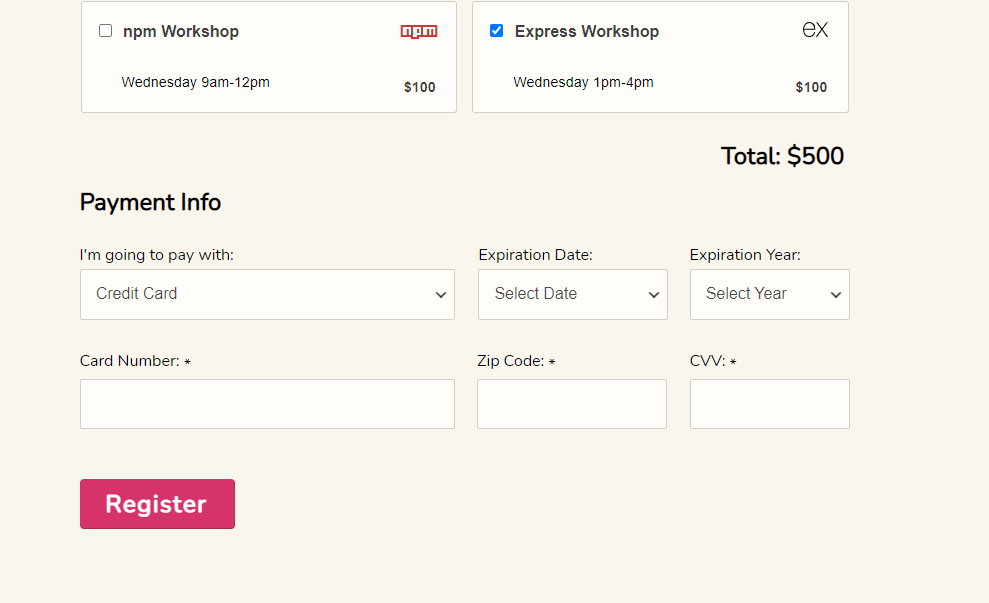 npm Workshop
npm
Wednesday 9am-12pm
$100
Express Workshop
ex
Wednesday 1pm-4pm
$100
Total: $500
Payment Info
I'm going to pay with:
Credit Card
Expiration Date:
Select Date
Expiration Year:
Select Year
Card Number: *
Zip Code: *
CVV: *
Register